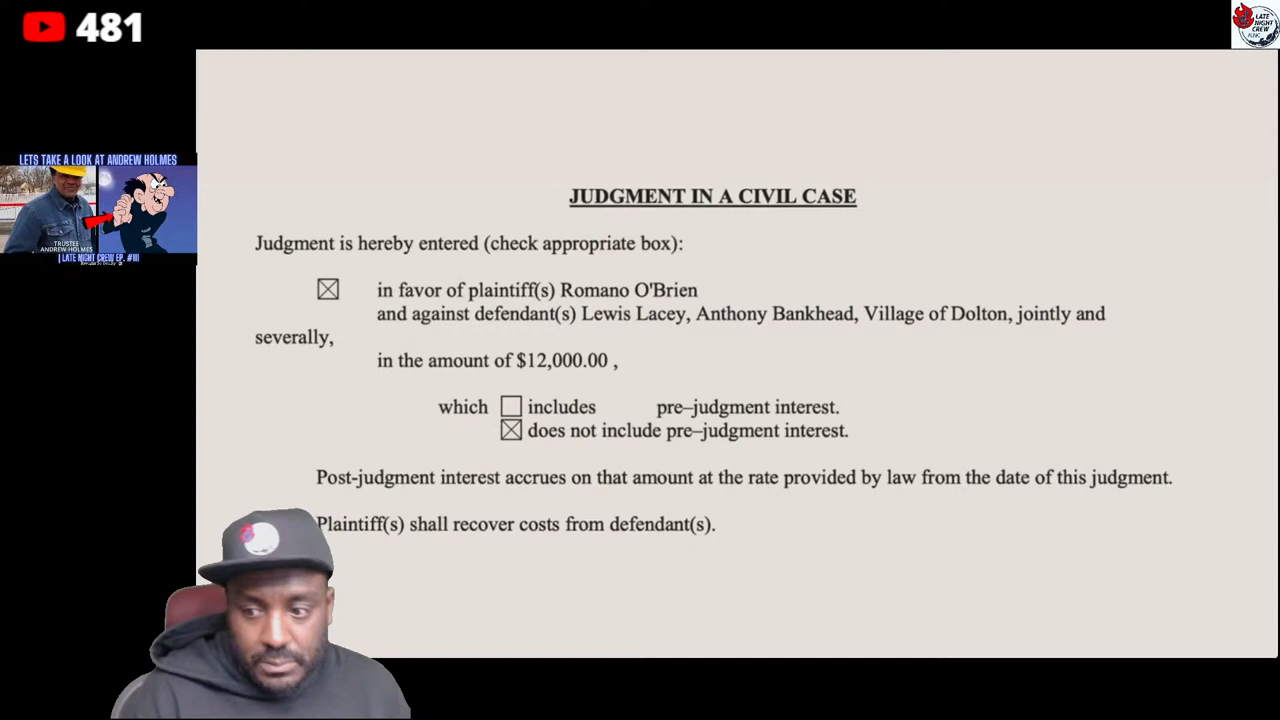 481
LATE
NIGHT
CREW
LETS TAKE A LOOK AT ANDREW HOLMES
TRUSTEE
ANDREW HOLMES
| LATE NIGHT CREW EP. #111
JUDGMENT IN A CIVIL CASE
Judgment is hereby entered (check appropriate box):
in favor of plaintiff(s) Romano O'Brien
and against defendant(s) Lewis Lacey, Anthony Bankhead, Village of Dolton, jointly and
severally,
in the amount of $12,000.00 ,
which includes pre–judgment interest.
does not include pre–judgment interest.
Post-judgment interest accrues on that amount at the rate provided by law from the date of this judgment.
Plaintiff(s) shall recover costs from defendant(s).